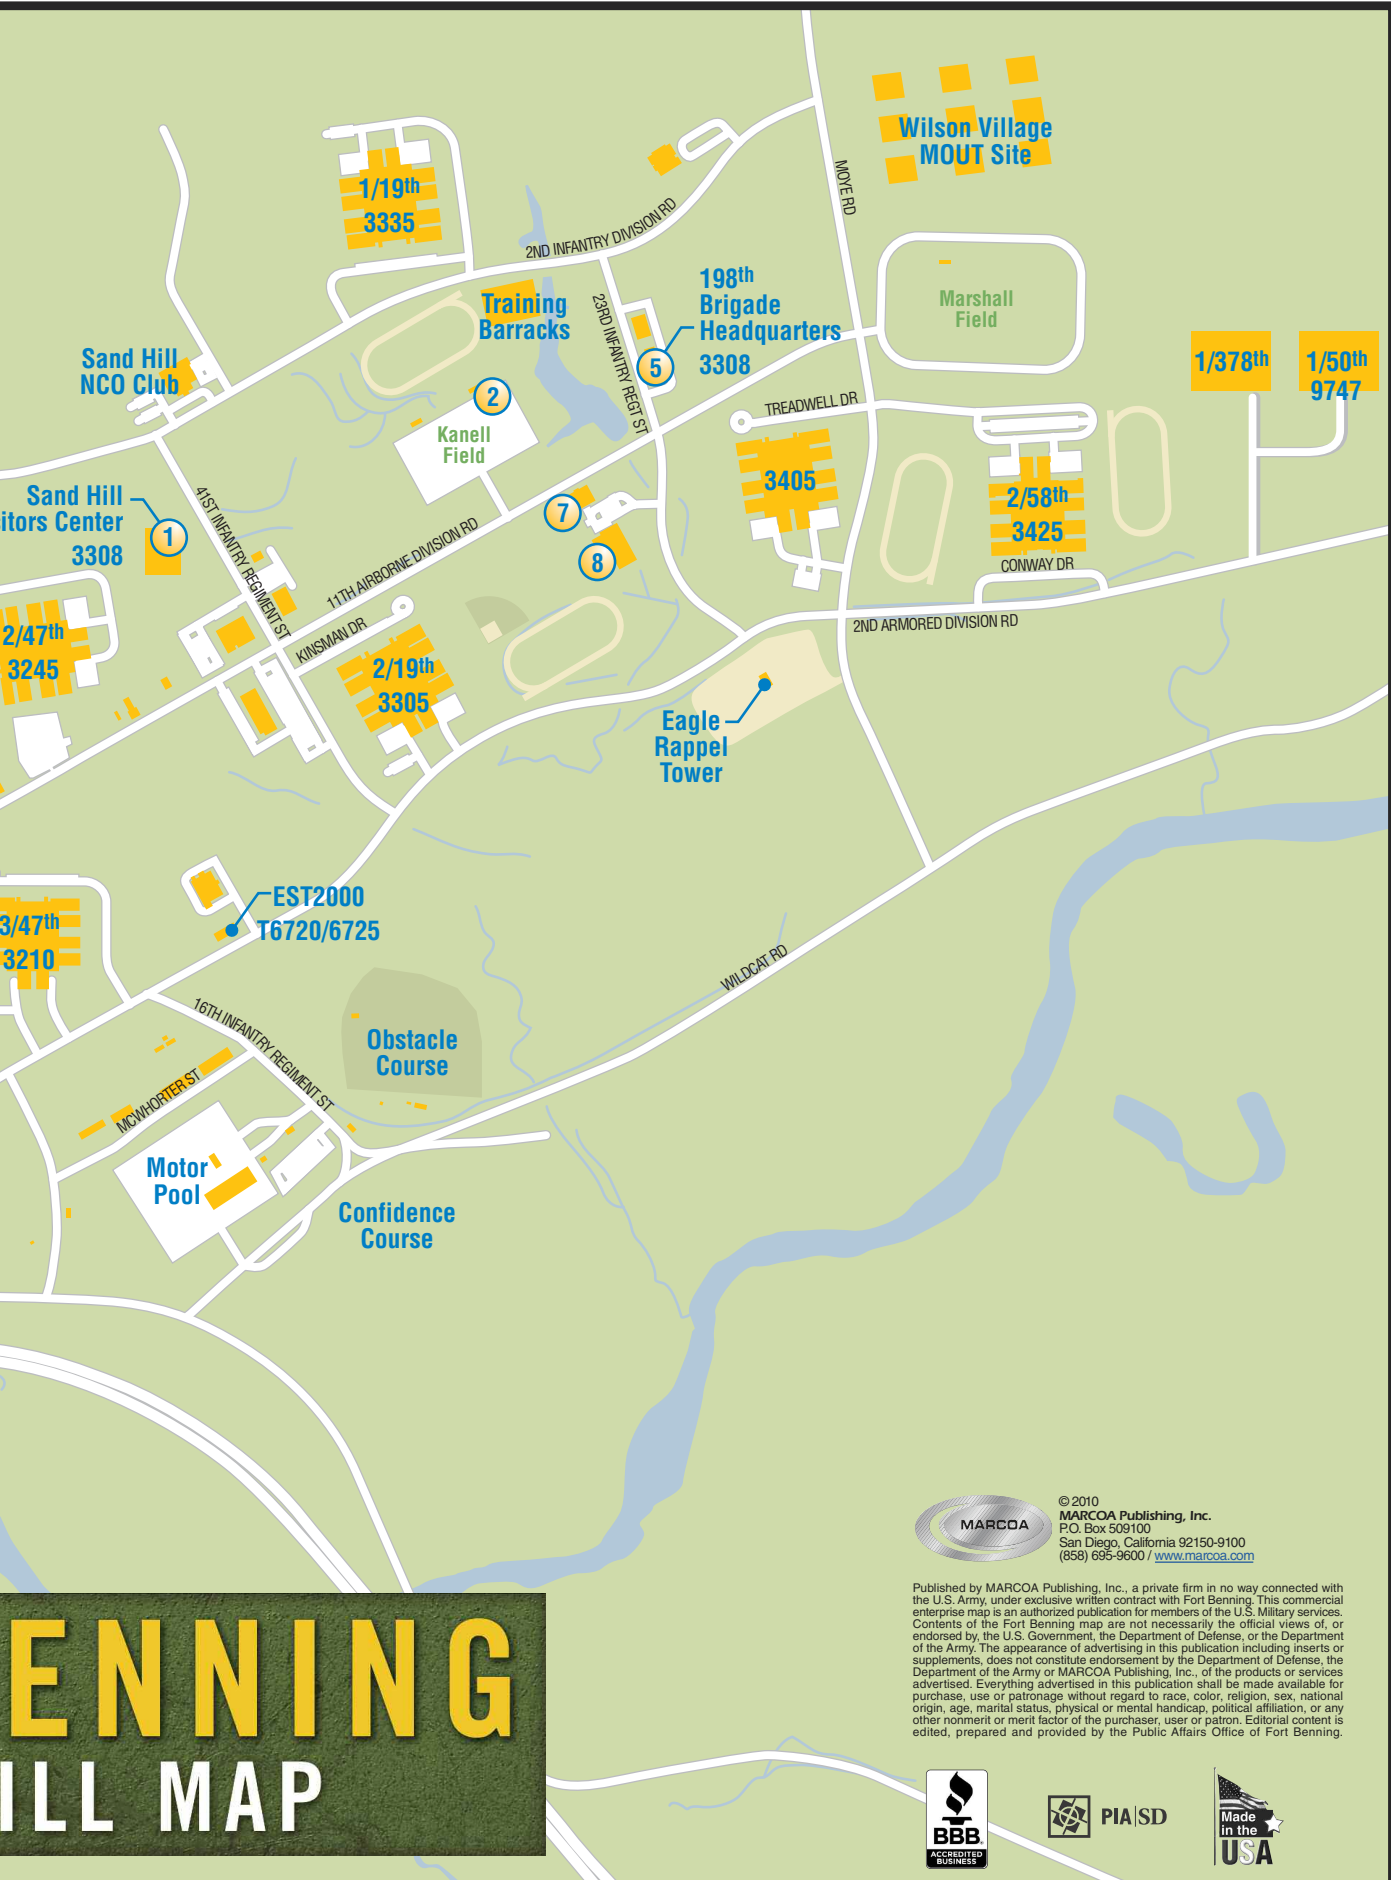 Wilson Village
MOUT Site
MOYE RD
1/19th
3335
2ND INFANTRY DIVISION RD
198th
Brigade
Headquarters
3308
5
23RD INFANTRY REGT ST
Training
Barracks
Marshall
Field
1/378th
1/50th
9747
Sand Hill
NCO Club
2
Kanell
Field
TREADWELL DR
3405
2/58th
3425
CONWAY DR
Sand Hill
itors Center
3308
1
41ST INFANTRY REGIMENT ST
7
8
11TH AIRBORNE DIVISION RD
KINSMAN DR
2ND ARMORED DIVISION RD
2/47th
3245
2/19th
3305
Eagle
Rappel
Tower
EST2000
T6720/6725
3/47th
3210
WILDCAT RD
16TH INFANTRY REGIMENT ST
Obstacle
Course
MCWHORTER ST
Motor
Pool
Confidence
Course
MARCOA
© 2010
MARCOA Publishing, Inc.
P.O. Box 509100
San Diego, California 92150-9100
(858) 695-9600 / www.marcoa.com
Published by MARCOA Publishing, Inc., a private firm in no way connected with
the U.S. Army, under exclusive written contract with Fort Benning. This commercial
enterprise map is an authorized publication for members of the U.S. Military services.
Contents of the Fort Benning map are not necessarily the official views of, or
endorsed by, the U.S. Government, the Department of Defense, or the Department
of the Army. The appearance of advertising in this publication including inserts or
supplements, does not constitute endorsement by the Department of Defense, the
Department of the Army or MARCOA Publishing, Inc., of the products or services
advertised. Everything advertised in this publication shall be made available for
purchase, use or patronage without regard to race, color, religion, sex, national
origin, age, marital status, physical or mental handicap, political affiliation, or any
other nonmerit or merit factor of the purchaser, user or patron. Editorial content is
edited, prepared and provided by the Public Affairs Office of Fort Benning.
ENNING
ILL MAP
BBB
ACCREDITED
BUSINESS
PIA|SD
Made
in the
USA